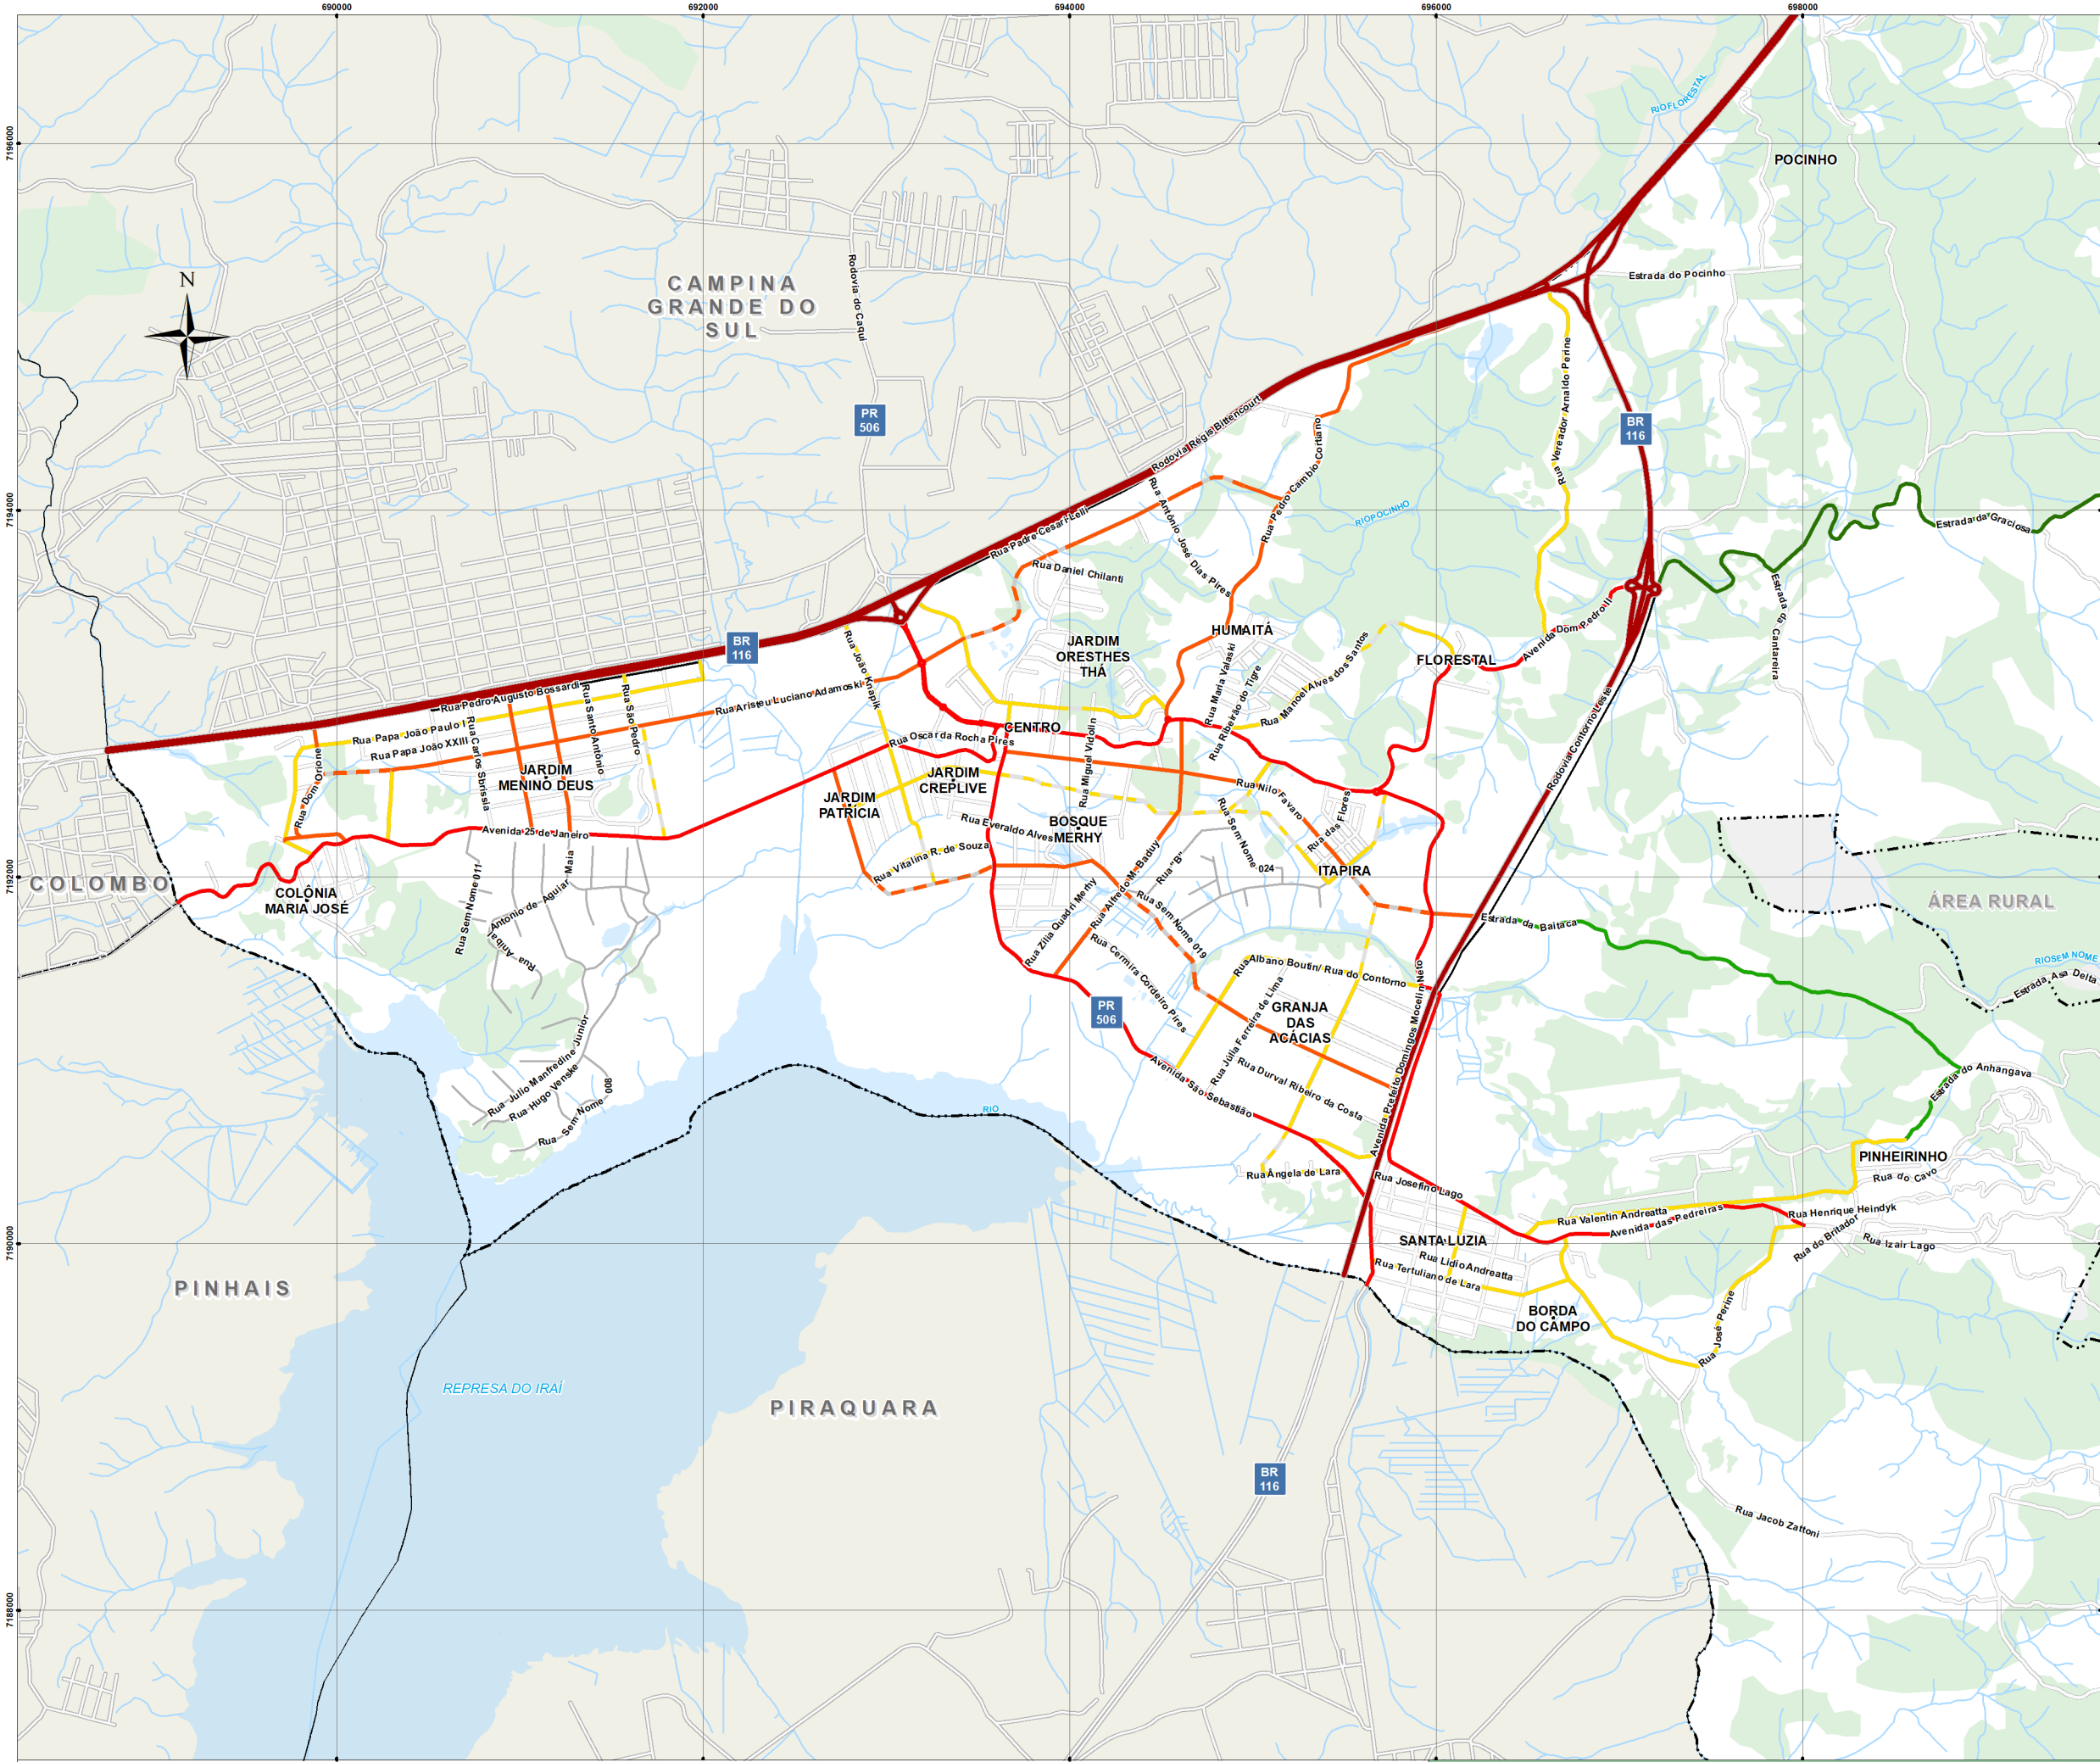 690000
692000
694000
696000
698000
7196000
7194000
7192000
7190000
7188000
N
RIO FLORESTAL
POCINHO
Estrada do Pocinho
CAMPINA
GRANDE DO
SUL
Rodovia do Caqui
PR
506
BR
116
Rua Vereador Arnaldo Perine
Rodovia Régis Bittencourt
Rua Pedro Cambio Cortiano
RIO POCINHO
Estrada da Graciosa
Rua Padre Cesari Lelli
Rua Antônio José Dias Pires
Rua Daniel Chilanti
Estrada da Cantareira
Avenida Dom Pedro II
HUMAITÁ
JARDIM
ORESTHES
THÁ
FLORESTAL
BR
116
Rua João Knapik
Rua Maria Valaski
Rua Ribeirão do Tigre
Rua Manoel Alves dos Santos
Rua Pedro Augusto Bossardi
Rua Aristeu Luciano Adamoski
Rua Santo Antônio
Rua São Pedro
Rua Papa João Paulo I
Rua Papa João XXIII
Rua Carlos Sbrissia
Rua Dom Orione
CENTRO
Rua Oscar da Rocha Pires
Rua Miguel Vidolin
Rodovia Contorno Leste
JARDIM
MENINO DEUS
JARDIM
CREPLIVE
JARDIM
PATRÍCIA
Rua Nilo Favaro
Rua das Flores
Rua Sem Nome 024
Avenida 25 de Janeiro
Rua Everaldo Alves
BOSQUE
MERHY
Rua Vitalina R. de Souza
Rua Alfredo M. Baduy
Rua "B"
ITAPIRA
COLOMBO
COLÔNIA
MARIA JOSÉ
Rua Sem Nome 011
Rua Anibal
Antonio de Aguiar Maia
Rua Zilia Quadri Merhy
Rua Sem Nome 019
Rua Cermira Cordeiro Pires
Estrada da Baitaca
ÁREA RURAL
RIO SEM NOME
Estrada Asa Delta
Rua Albano Boutin/ Rua do Contorno
Rua Júlia Ferreira de Lima
GRANJA
DAS
ACÁCIAS
PR
506
Avenida Prefeito Domingos Mocelin Neto
Rua Julio Manfredine Junior
Rua Hugo Venske
Rua Sem Nome 008
RIO
Avenida São Sebastião
Rua Durval Ribeiro da Costa
Estrada do Anhangava
PINHEIRINHO
Rua do Cavo
Rua Ângela de Lara
Rua Josefino Lago
Rua Valentin Andreatta
Avenida das Pedreiras
Rua Henrique Heindyk
Rua do Britador
Rua Izair Lago
SANTA LUZIA
Rua Lidio Andreatta
Rua Tertuliano de Lara
BORDA
DO CAMPO
Rua José Perine
PINHAIS
REPRESA DO IRAÍ
PIRAQUARA
BR
116
Rua Jacob Zattoni